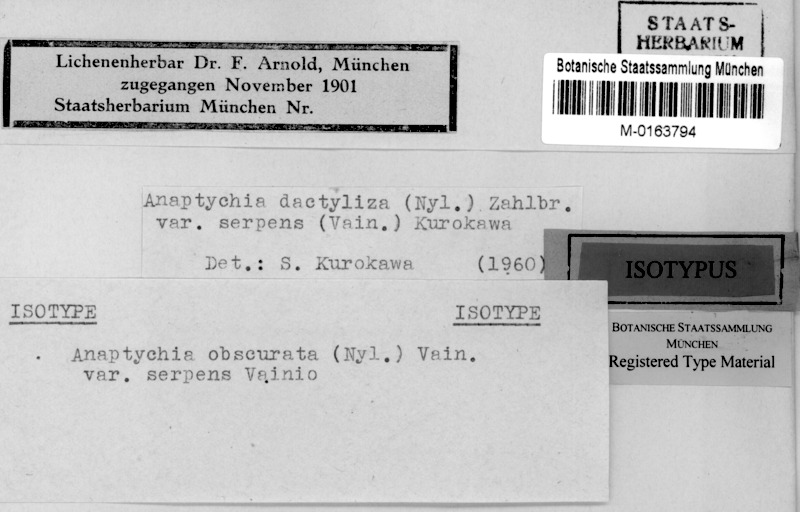 STAATS-
HERBARIUM
Lichenenherbar Dr. F. Arnold, München
zugegangen November 1901
Staatsherbarium München Nr.
Botanische Staatssammlung München
M-0163794
Anaptychia dactyliza (Nyl.) Zahlbr.
var. serpens (Vain.) Kurokawa
Det.: S. Kurokawa (1960)
ISOTYPUS
BOTANISCHE STAATSSAMMLUNG
MÜNCHEN
Registered Type Material
ISOTYPE ISOTYPE
Anaptychia obscurata (Nyl.) Vain.
var. serpens Vainio